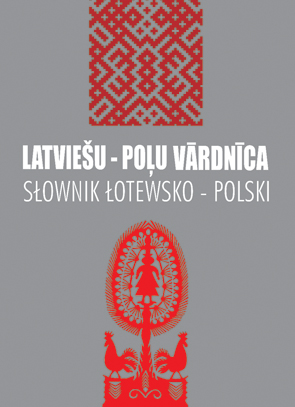 LATVIEŠU - POĻU VĀRDNĪCA
SŁOWNIK ŁOTEWSKO - POLSKI